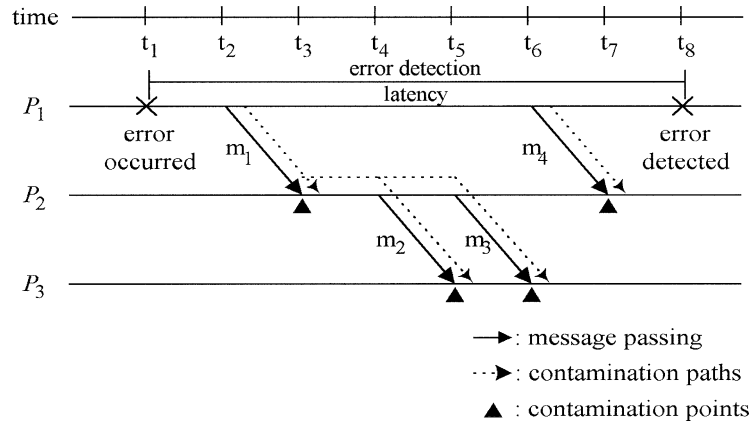 time
t1 t2 t3 t4 t5 t6 t7 t8
error detection
latency
P1
error
occurred
error
detected
m1
m4
P2
m2
m3
P3
: message passing
: contamination paths
: contamination points